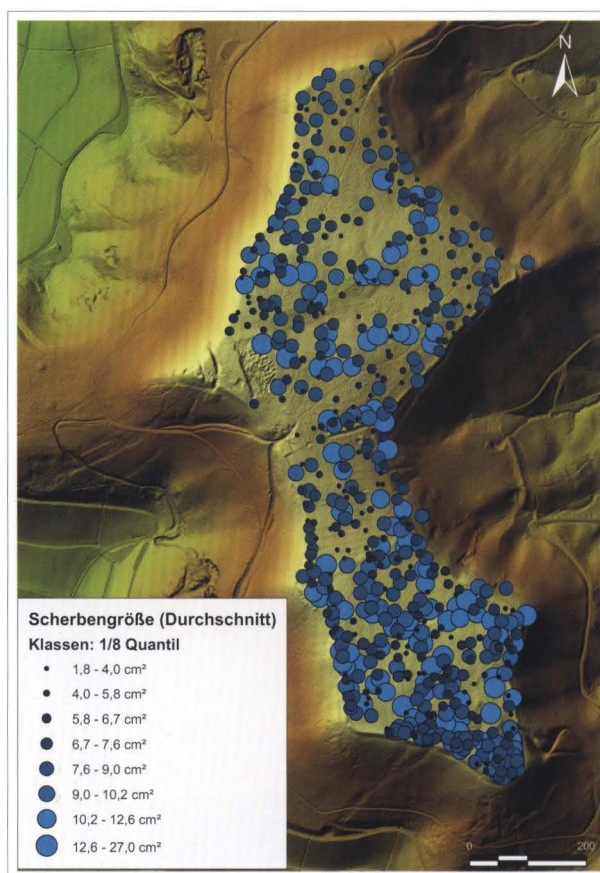 N
Scherbengröße (Durchschnitt)
Klassen: 1/8 Quantil
1,8 - 4,0 cm²
4,0 - 5,8 cm²
5,8 - 6,7 cm²
6,7 - 7,6 cm²
7,6 - 9,0 cm²
9,0 - 10,2 cm²
10,2 - 12,6 cm²
12,6 - 27,0 cm²
0 200